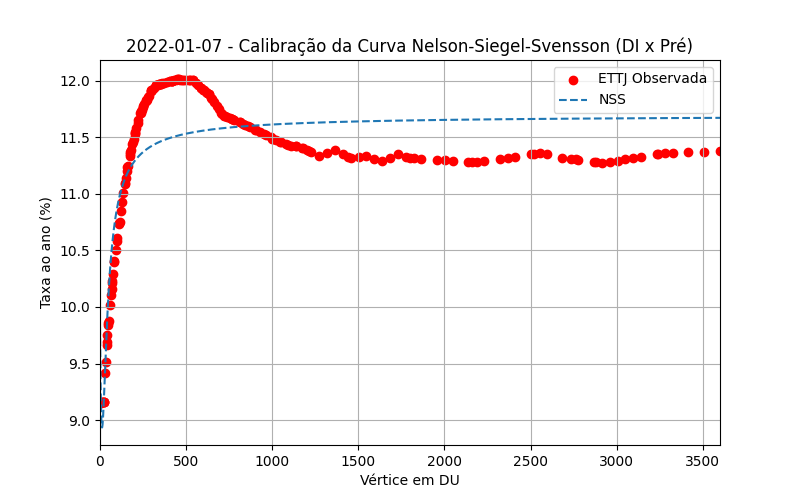 2022-01-07 - Calibração da Curva Nelson-Siegel-Svensson (DI x Pré)
ETTJ Observada
NSS
Taxa ao ano (%)
12.0
11.5
11.0
10.5
10.0
9.5
9.0
0 500 1000 1500 2000 2500 3000 3500
Vértice em DU